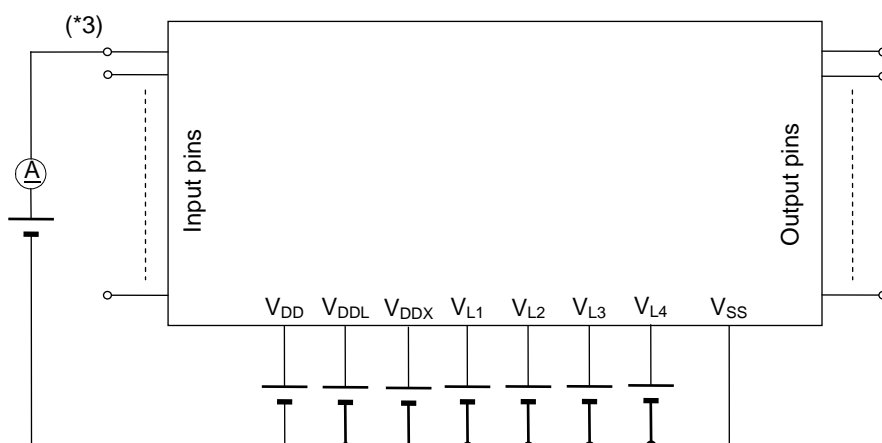 (*3)
A
Input pins
Output pins
VDD VDDL VDDX VL1 VL2 VL3 VL4 VSS